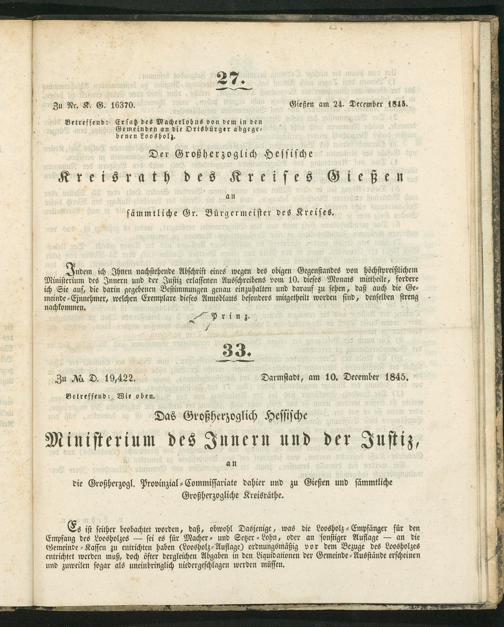 27.
Zu Nr. K. G. 16370. Gießen am 24. December 1845.
Betreffend: Ersatz des Macherlohns von dem in den
Gemeinden an die Ortsbürger abgege-
benen Loosholz.
Der Großherzoglich Hessische
Kreisrath des Kreises Gießen
an
sämmtliche Gr. Bürgermeister des Kreises.
Indem ich Ihnen nachstehende Abschrift eines wegen des obigen Gegenstandes von höchstpreißlichem
Ministerium des Innern und der Justiz erlassenen Ausschreibens vom 10. dieses Monats mittheile, fordere
ich Sie auf, die darin gegebenen Bestimmungen genau einzuhalten und darauf zu sehen, daß auch die Ge-
meinde-Einnehmer, welchen Exemplare dieses Amtsblatts besonders mitgetheilt worden sind, denselben streng
nachkommen.
Prinz.
33.
Zu No. D. 19,422. Darmstadt, am 10. December 1845.
Betreffend: Wie oben.
Das Großherzoglich Hessische
Ministerium des Innern und der Justiz,
an
die Großherzogl. Provinzial-Commissariate dahier und zu Gießen und sämmtliche
Großherzogliche Kreisräthe.
Es ist seither beobachtet worden, daß, obwohl Dasjenige, was die Loosholz-Empfänger für den
Empfang des Loosholzes — sei es für Macher- und Setzer-Lohn, oder an sonstiger Auflage — an die
Gemeinde-Kassen zu entrichten haben (Loosholz-Auflage) ordnungsmäßig vor dem Bezuge des Loosholzes
entrichtet werden muß, doch öfter dergleichen Abgaben in den Liquidationen der Gemeinde-Ausstände erscheinen
und zuweilen sogar als uneinbringlich niedergeschlagen werden müssen.